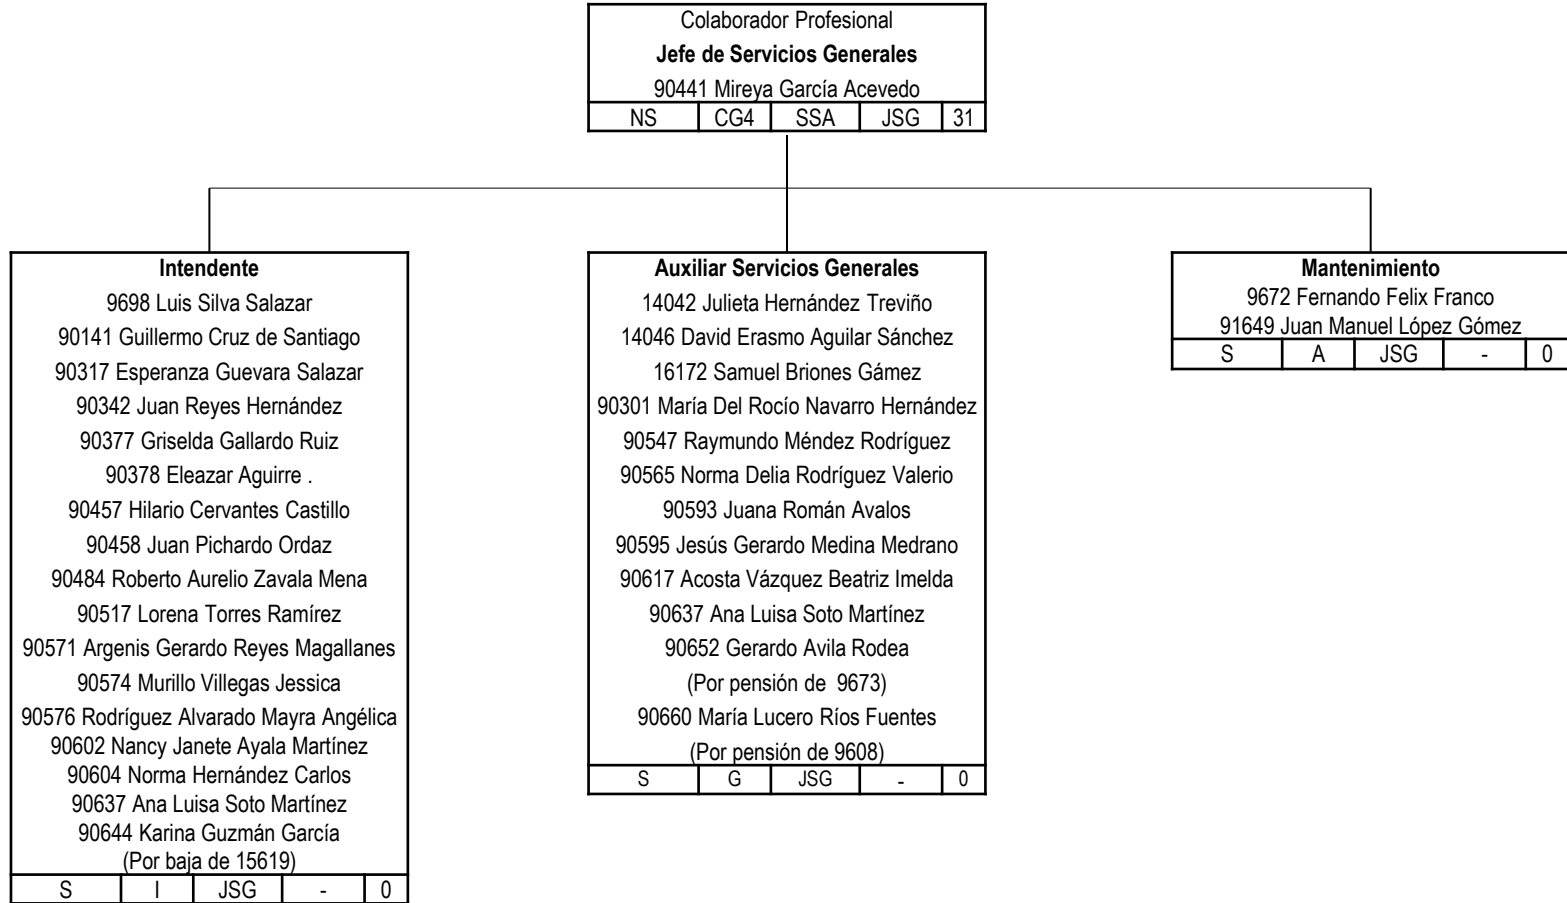 Colaborador Profesional
Jefe de Servicios Generales
90441 Mireya García Acevedo
NS CG4 SSA JSG 31
Intendente
9698 Luis Silva Salazar
90141 Guillermo Cruz de Santiago
90317 Esperanza Guevara Salazar
90342 Juan Reyes Hernández
90377 Griselda Gallardo Ruiz
90378 Eleazar Aguirre .
90457 Hilario Cervantes Castillo
90458 Juan Pichardo Ordaz
90484 Roberto Aurelio Zavala Mena
90517 Lorena Torres Ramírez
90571 Argenis Gerardo Reyes Magallanes
90574 Murillo Villegas Jessica
90576 Rodríguez Alvarado Mayra Angélica
90602 Nancy Janete Ayala Martínez
90604 Norma Hernández Carlos
90637 Ana Luisa Soto Martínez
90644 Karina Guzmán García
(Por baja de 15619)
S I JSG - 0
Auxiliar Servicios Generales
14042 Julieta Hernández Treviño
14046 David Erasmo Aguilar Sánchez
16172 Samuel Briones Gámez
90301 María Del Rocío Navarro Hernández
90547 Raymundo Méndez Rodríguez
90565 Norma Delia Rodríguez Valerio
90593 Juana Román Avalos
90595 Jesús Gerardo Medina Medrano
90617 Acosta Vázquez Beatriz Imelda
90637 Ana Luisa Soto Martínez
90652 Gerardo Avila Rodea
(Por pensión de 9673)
90660 María Lucero Ríos Fuentes
(Por pensión de 9608)
S G JSG - 0
Mantenimiento
9672 Fernando Felix Franco
91649 Juan Manuel López Gómez
S A JSG - 0